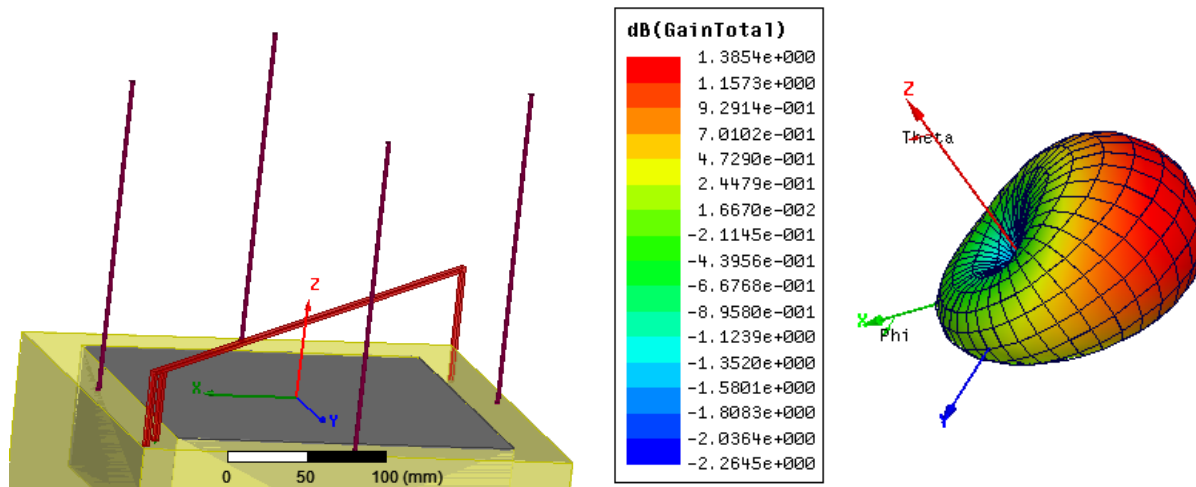 Z
X
Y
0 50 100 (mm)
dB(GainTotal)
1.3854e+000
1.1573e+000
9.2914e-001
7.0102e-001
4.7290e-001
2.4479e-001
1.6670e-002
-2.1145e-001
-4.3956e-001
-6.6768e-001
-8.9580e-001
-1.1239e+000
-1.3520e+000
-1.5801e+000
-1.8083e+000
-2.0364e+000
-2.2645e+000
Z
Theta
X
Phi
Y